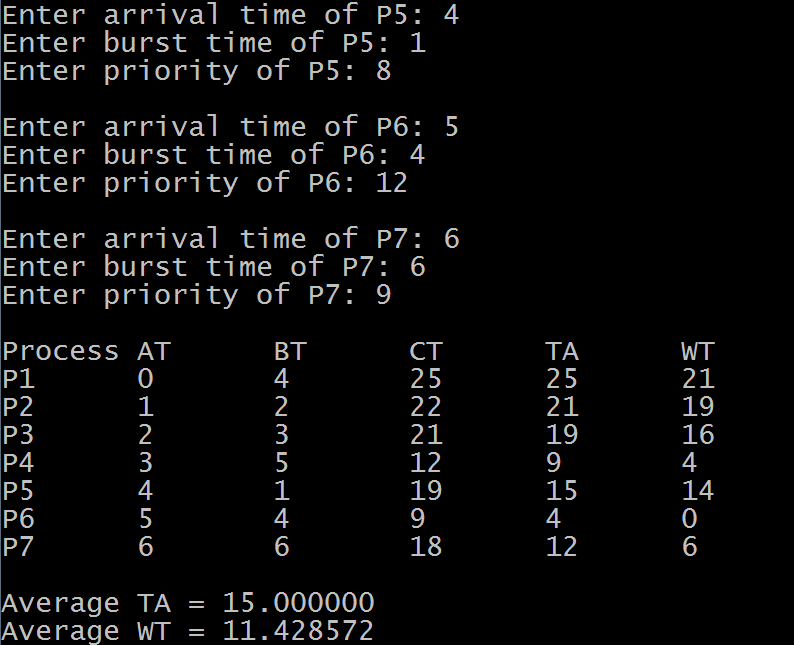 Enter arrival time of P5: 4
Enter burst time of P5: 1
Enter priority of P5: 8
Enter arrival time of P6: 5
Enter burst time of P6: 4
Enter priority of P6: 12
Enter arrival time of P7: 6
Enter burst time of P7: 6
Enter priority of P7: 9
Process AT BT CT TA WT
P1 0 4 25 25 21
P2 1 2 22 21 19
P3 2 3 21 19 16
P4 3 5 12 9 4
P5 4 1 19 15 14
P6 5 4 9 4 0
P7 6 6 18 12 6
Average TA = 15.000000
Average WT = 11.428572